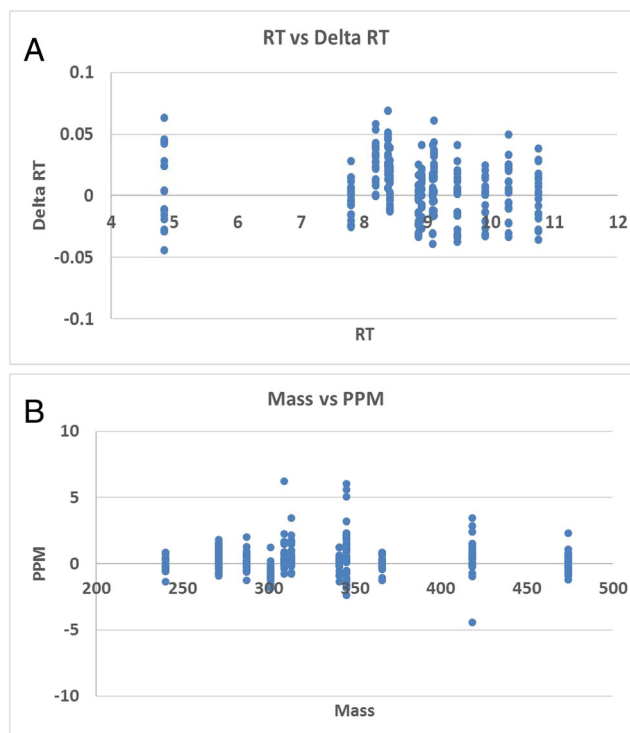 A
RT vs Delta RT
0.1
0.05
0
-0.05
-0.1
Delta RT
4 5 6 7 8 9 10 11 12
RT
B
Mass vs PPM
10
5
0
-5
-10
PPM
200 250 300 350 400 450 500
Mass